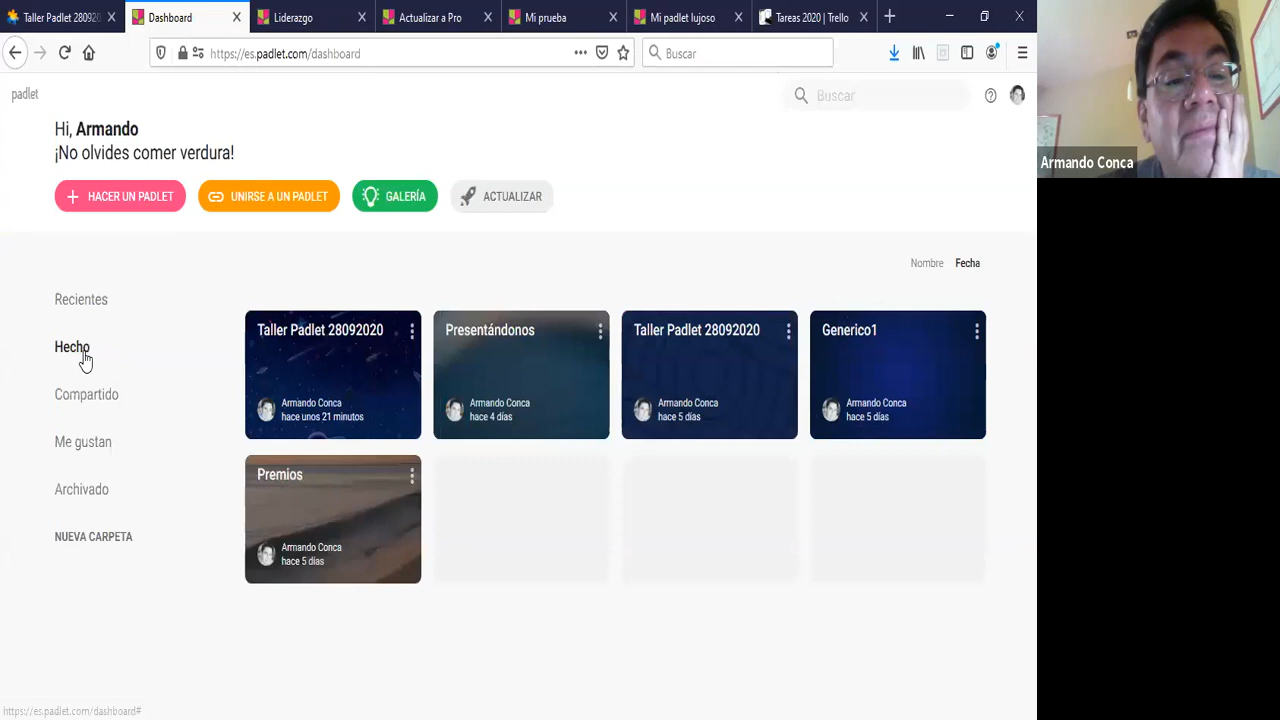 Taller Padlet 28092020
Dashboard
Liderazgo
Actualizar a Pro
Mi prueba
Mi padlet lujoso
Tareas 2020 | Trello
https://es.padlet.com/dashboard
Buscar
padlet
Buscar
Hi, Armando
¡No olvides comer verdura!
HACER UN PADLET
UNIRSE A UN PADLET
GALERÍA
ACTUALIZAR
Nombre
Fecha
Recientes
Hecho
Compartido
Me gustan
Archivado
NUEVA CARPETA
Taller Padlet 28092020
Armando Conca
hace unos 21 minutos
Presentándonos
Armando Conca
hace 4 días
Taller Padlet 28092020
Armando Conca
hace 5 días
Generico1
Armando Conca
hace 5 días
Premios
Armando Conca
hace 5 días
https://es.padlet.com/dashboard#
Armando Conca